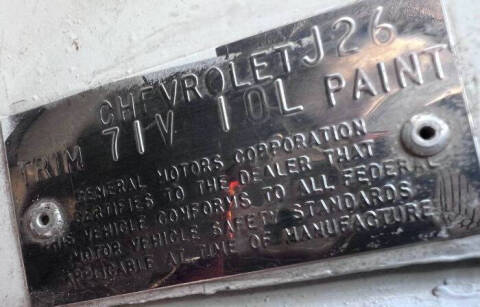 CHEVROLET J26
TRIM 71V 10L PAINT
GENERAL MOTORS CORPORATION
CERTIFIES TO THE DEALER THAT
THIS VEHICLE CONFORMS TO ALL FEDERAL
MOTOR VEHICLE SAFETY STANDARDS
APPLICABLE AT TIME OF MANUFACTURE